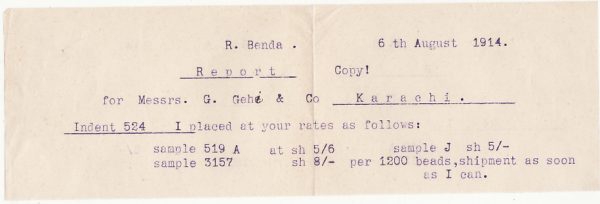 R. Benda . 6 th August 1914.
Report Copy!
for Messrs. G. Gehi & Co Karachi.
Indent 524 I placed at your rates as follows:
sample 519 A at sh 5/6 sample J sh 5/-
sample 3157 sh 8/- per 1200 beads,shipment as soon
as I can.